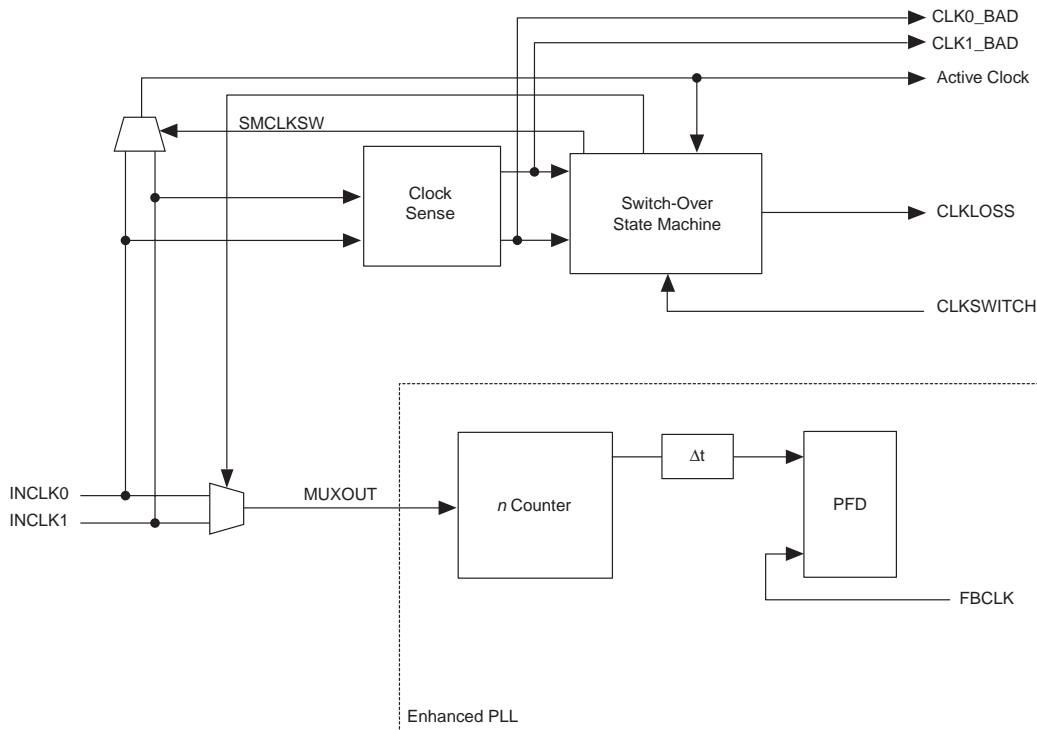 CLK0_BAD
CLK1_BAD
Active Clock
SMCLKSW
Clock
Sense
Switch-Over
State Machine
CLKLOSS
CLKSWITCH
Δt
INCLK0
MUXOUT
n Counter
PFD
INCLK1
FBCLK
Enhanced PLL